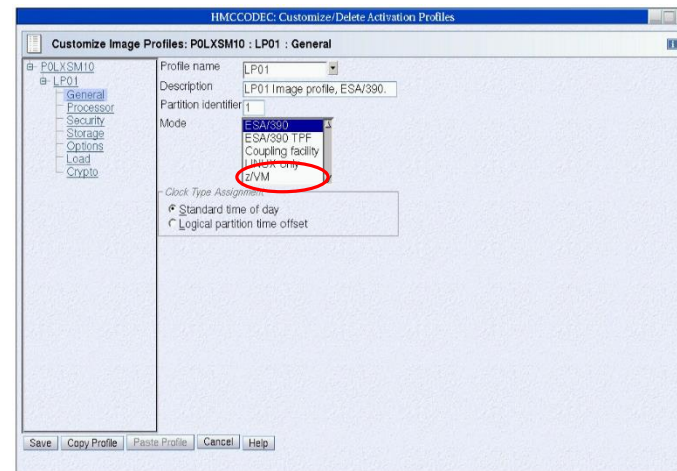 HMCCODEC: Customize/Delete Activation Profiles
Customize Image Profiles: P0LXSM10 : LP01 : General
P0LXSM10
LP01
General
Processor
Security
Storage
Options
Load
Crypto
Profile name LP01
Description LP01 Image profile, ESA/390.
Partition identifier 1
Mode ESA/390
ESA/390 TPF
Coupling facility
LINUX only
z/VM
Clock Type Assignment
Standard time of day
Logical partition time offset
Save Copy Profile Paste Profile Cancel Help